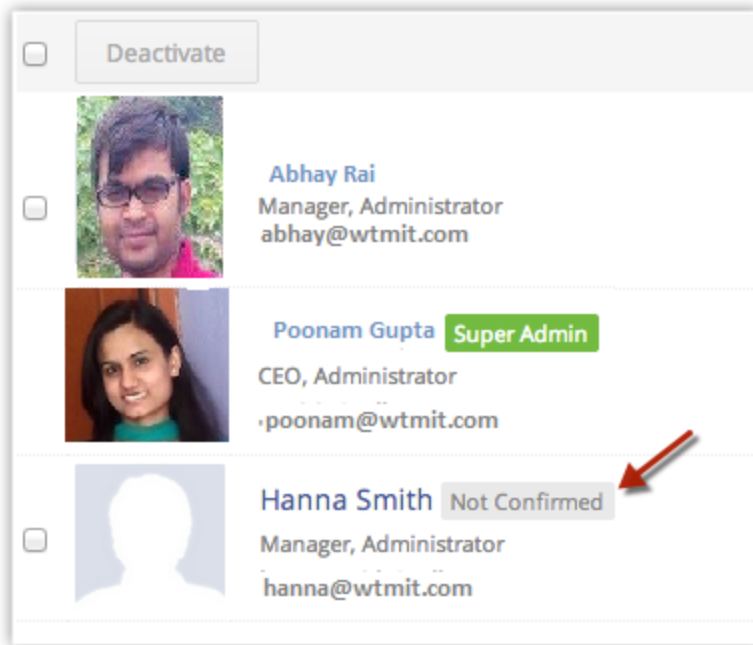 Deactivate
Abhay Rai
Manager, Administrator
abhay@wtmit.com
Poonam Gupta Super Admin
CEO, Administrator
poonam@wtmit.com
Hanna Smith Not Confirmed
Manager, Administrator
hanna@wtmit.com